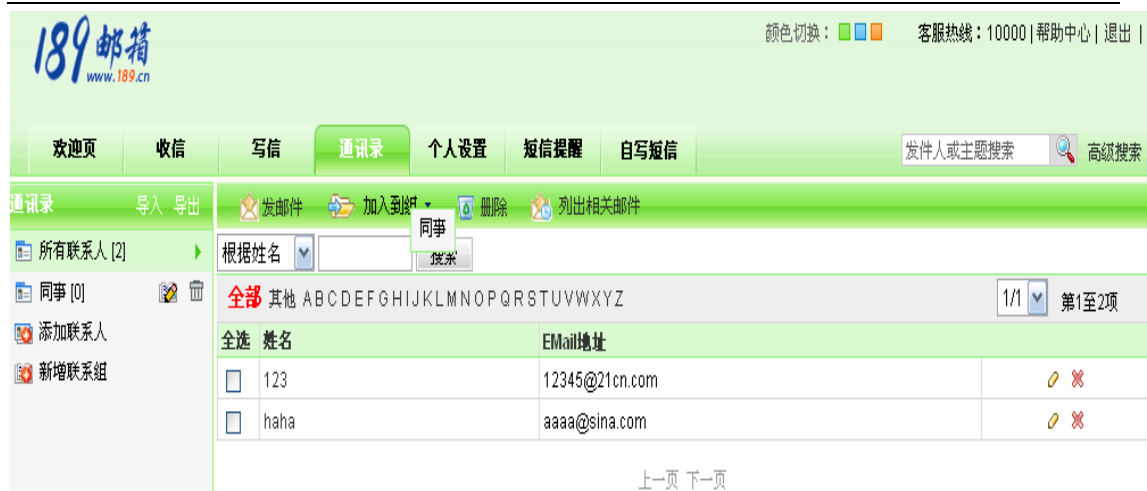 189邮箱
www.189.cn
颜色切换： 客服热线：10000|帮助中心| 退出 |
欢迎页 收信 写信 通讯录 个人设置 短信提醒 自写短信 发件人或主题搜索 高级搜索
通讯录 导入 导出 发邮件 加入到组 删除 列出相关邮件
同事
所有联系人 [2] 根据姓名 搜索
同事 [0] 全部 其他 A B C D E F G H I J K L M N O P Q R S T U V W X Y Z 1/1 第1至2项
添加联系人 全选 姓名 EMail地址
新增联系组 123 12345@21cn.com
haha aaaa@sina.com
上一页 下一页